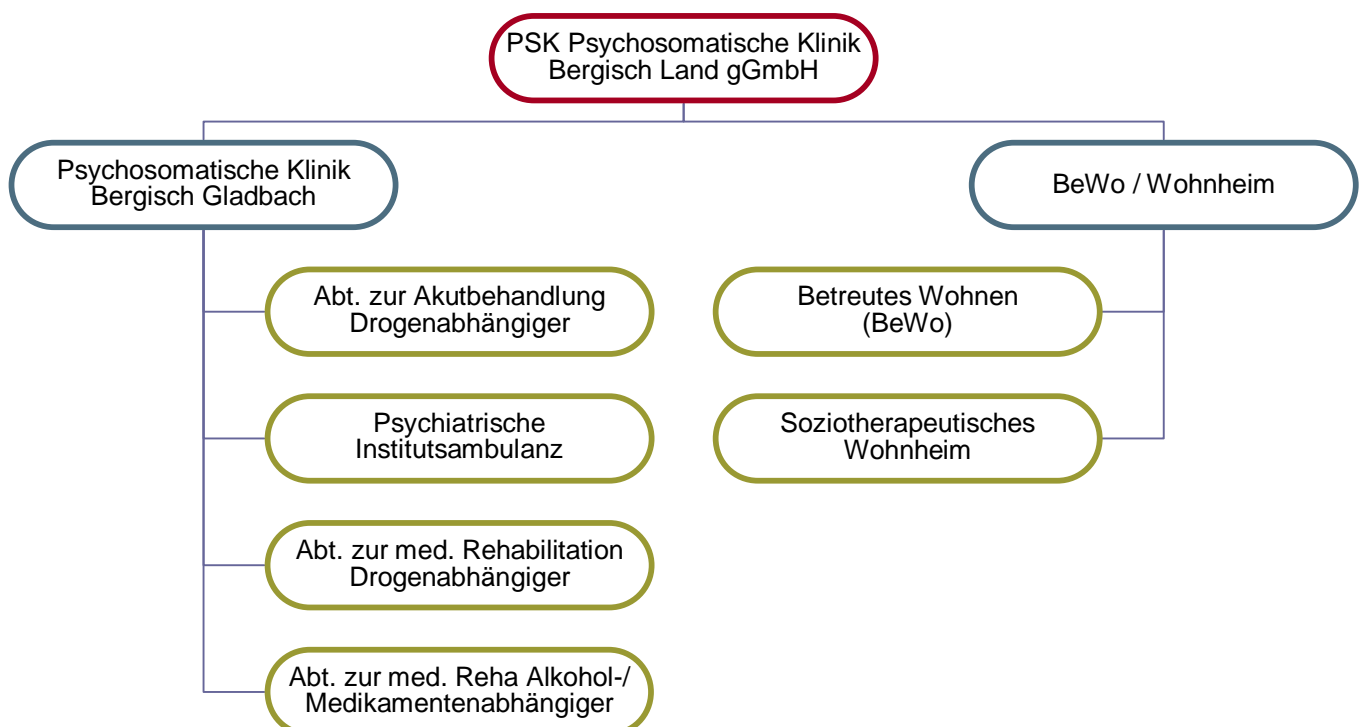 PSK Psychosomatische Klinik
Bergisch Land gGmbH
Psychosomatische Klinik
Bergisch Gladbach
BeWo / Wohnheim
Abt. zur Akutbehandlung
Drogenabhängiger
Betreutes Wohnen
(BeWo)
Psychiatrische
Institutsambulanz
Soziotherapeutisches
Wohnheim
Abt. zur med. Rehabilitation
Drogenabhängiger
Abt. zur med. Reha Alkohol-/
Medikamentenabhängiger